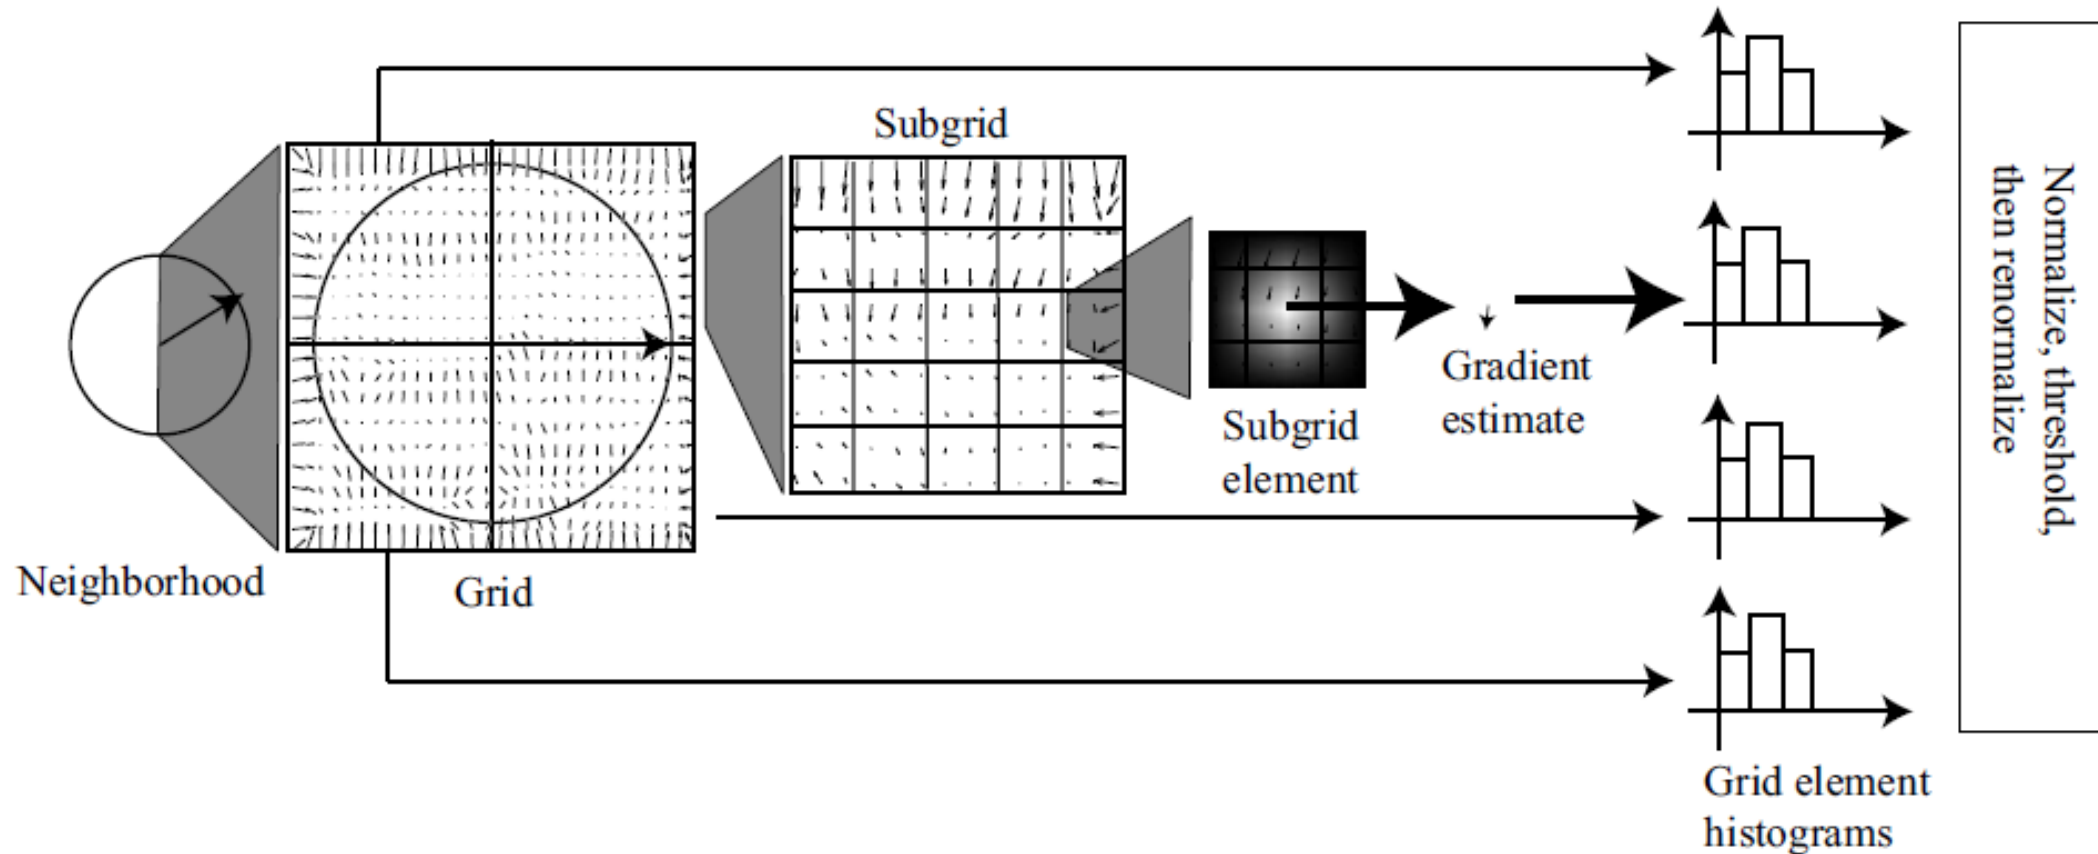 Subgrid
Neighborhood
Grid
Subgrid
element
Gradient
estimate
Grid element
histograms
Normalize, threshold,
then renormalize